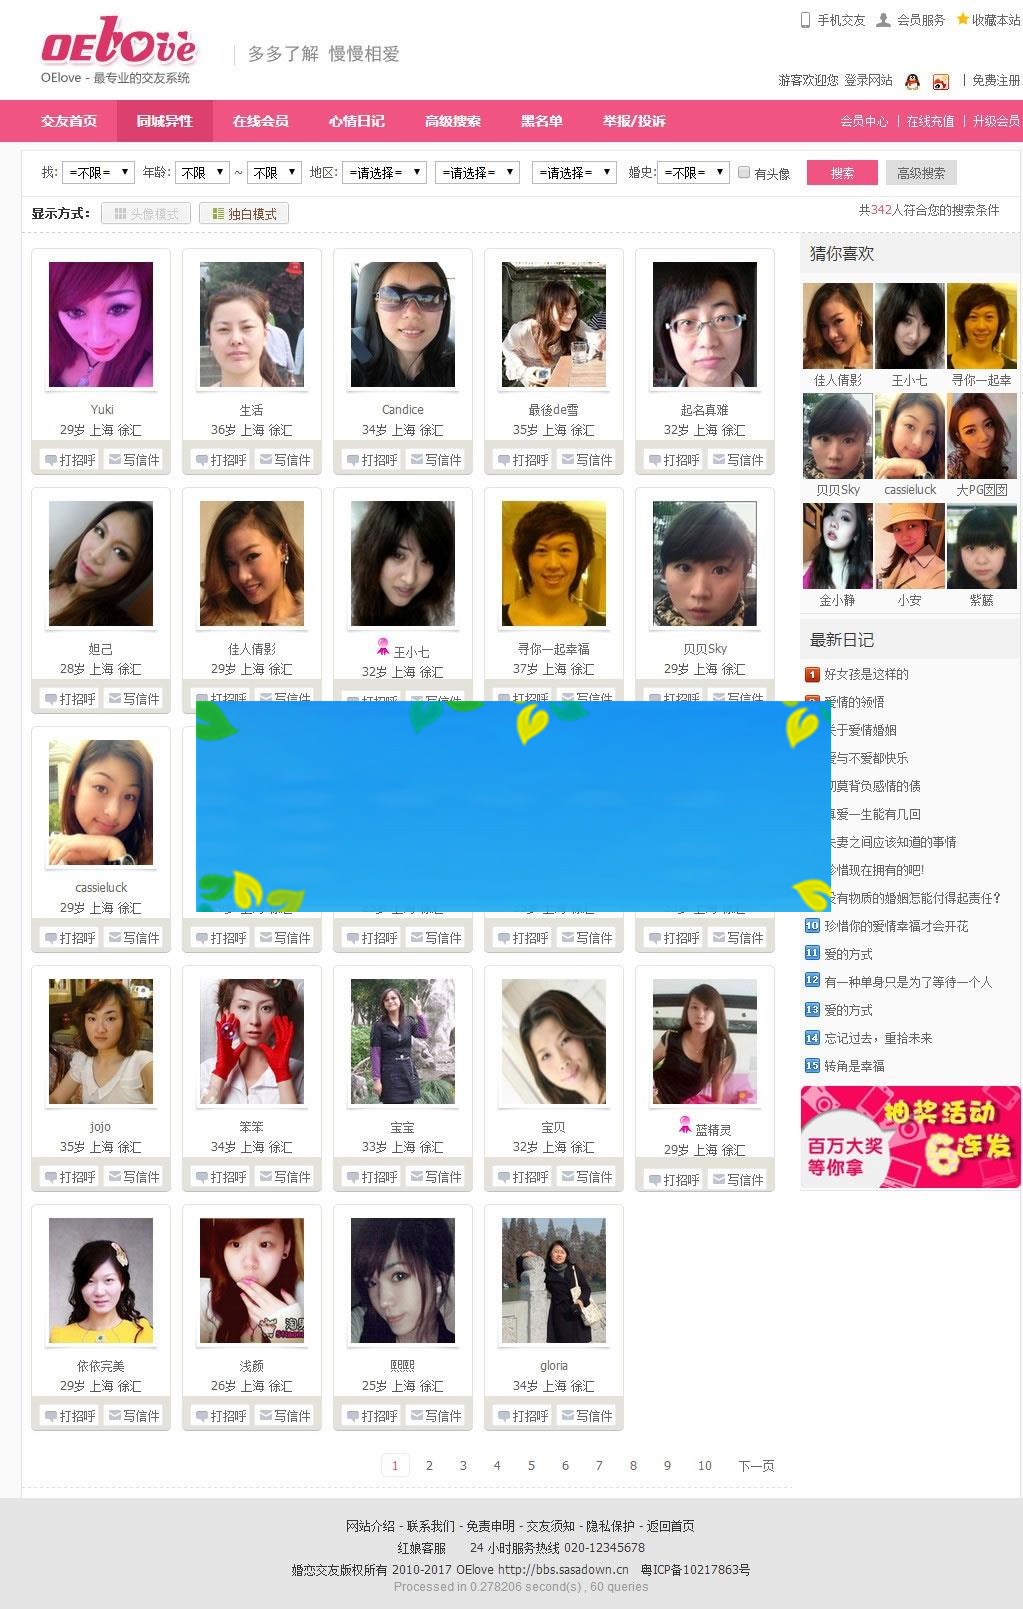 手机交友 会员服务 收藏本站
OElove 多多了解 慢慢相爱
OElove - 最专业的交友系统
游客欢迎您 登录网站 | 免费注册
交友首页 同城异性 在线会员 心情日记 高级搜索 黑名单 举报/投诉 会员中心 | 在线充值 | 升级会员
找: =不限= 年龄: 不限 ~ 不限 地区: =请选择= =请选择= =请选择= 婚史: =不限= 有头像 搜索 高级搜索
显示方式: 头像模式 独白模式 共342人符合您的搜索条件
Yuki 生活 Candice 最後de雪 起名真难
29岁 上海 徐汇 36岁 上海 徐汇 34岁 上海 徐汇 35岁 上海 徐汇 32岁 上海 徐汇
打招呼 写信件 打招呼 写信件 打招呼 写信件 打招呼 写信件 打招呼 写信件
妲己 佳人倩影 王小七 寻你一起幸福 贝贝Sky
28岁 上海 徐汇 29岁 上海 徐汇 32岁 上海 徐汇 37岁 上海 徐汇 29岁 上海 徐汇
打招呼 写信件 打招呼 写信件 打招呼 写信件 打招呼 写信件 打招呼 写信件
cassieluck
29岁 上海 徐汇
打招呼 写信件 打招呼 写信件 打招呼 写信件 打招呼 写信件 打招呼 写信件
jojo 笨笨 宝宝 宝贝 蓝精灵
35岁 上海 徐汇 34岁 上海 徐汇 33岁 上海 徐汇 32岁 上海 徐汇 29岁 上海 徐汇
打招呼 写信件 打招呼 写信件 打招呼 写信件 打招呼 写信件 打招呼 写信件
依依完美 浅颜 熙熙 gloria
29岁 上海 徐汇 26岁 上海 徐汇 25岁 上海 徐汇 34岁 上海 徐汇
打招呼 写信件 打招呼 写信件 打招呼 写信件 打招呼 写信件
1 2 3 4 5 6 7 8 9 10 下一页
猜你喜欢
佳人倩影 王小七 寻你一起幸
贝贝Sky cassieluck 大PG囡囡
金小静 小安 紫藤
最新日记
1 好女孩是这样的
爱情的领悟
关于爱情婚姻
爱与不爱都快乐
切莫背负感情的债
真爱一生能有几回
夫妻之间应该知道的事情
珍惜现在拥有的吧!
没有物质的婚姻怎能付得起责任?
10 珍惜你的爱情幸福才会开花
11 爱的方式
12 有一种单身只是为了等待一个人
13 爱的方式
14 忘记过去，重拾未来
15 转角是幸福
抽奖活动
6连发
百万大奖
等你拿
网站介绍 - 联系我们 - 免责申明 - 交友须知 - 隐私保护 - 返回首页
红娘客服 24 小时服务热线 020-12345678
婚恋交友版权所有 2010-2017 OElove http://bbs.sasadown.cn 粤ICP备10217863号
Processed in 0.278206 second(s) , 60 queries